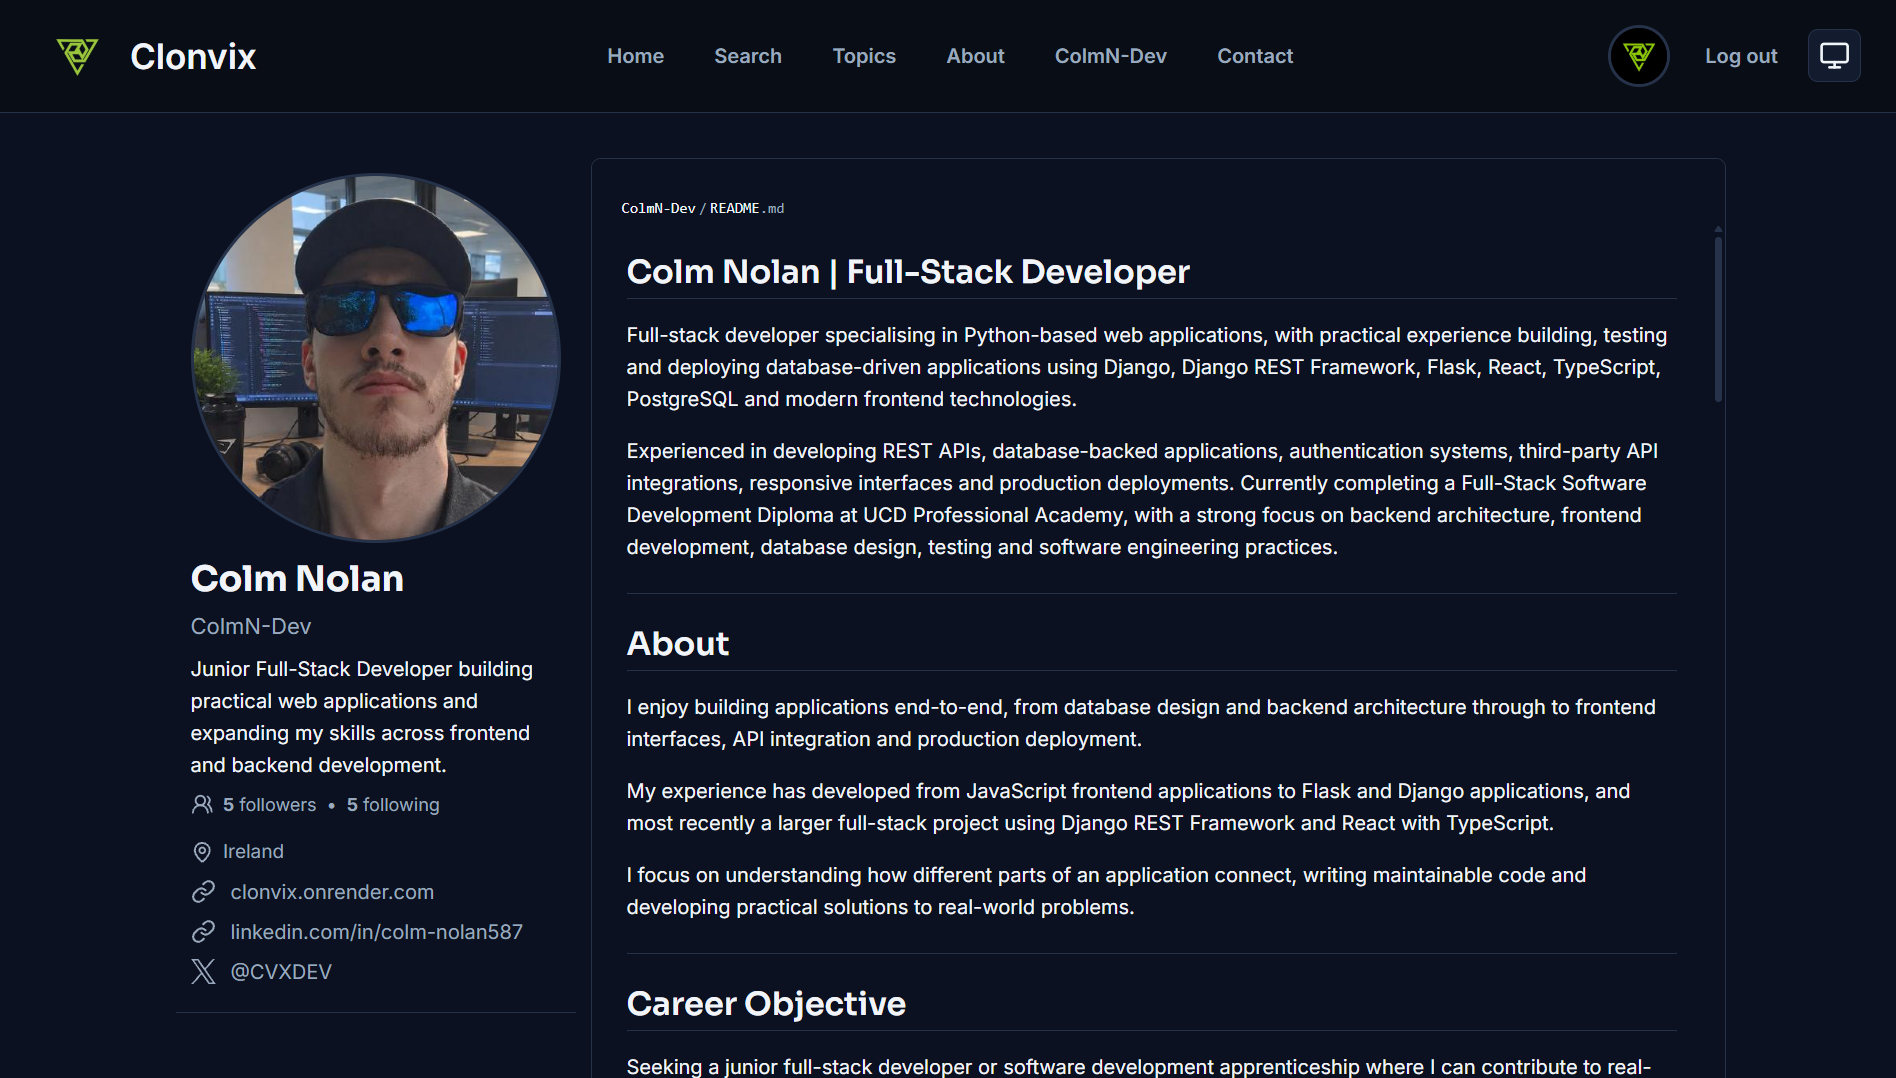 Clonvix
Home
Search
Topics
About
ColmN-Dev
Contact
Log out
Colm Nolan
ColmN-Dev
Junior Full-Stack Developer building
practical web applications and
expanding my skills across frontend
and backend development.
5 followers • 5 following
Ireland
clonvix.onrender.com
linkedin.com/in/colm-nolan587
@CVXDEV
ColmN-Dev / README.md
Colm Nolan | Full-Stack Developer
Full-stack developer specialising in Python-based web applications, with practical experience building, testing
and deploying database-driven applications using Django, Django REST Framework, Flask, React, TypeScript,
PostgreSQL and modern frontend technologies.
Experienced in developing REST APIs, database-backed applications, authentication systems, third-party API
integrations, responsive interfaces and production deployments. Currently completing a Full-Stack Software
Development Diploma at UCD Professional Academy, with a strong focus on backend architecture, frontend
development, database design, testing and software engineering practices.
About
I enjoy building applications end-to-end, from database design and backend architecture through to frontend
interfaces, API integration and production deployment.
My experience has developed from JavaScript frontend applications to Flask and Django applications, and
most recently a larger full-stack project using Django REST Framework and React with TypeScript.
I focus on understanding how different parts of an application connect, writing maintainable code and
developing practical solutions to real-world problems.
Career Objective
Seeking a junior full-stack developer or software development apprenticeship where I can contribute to real-